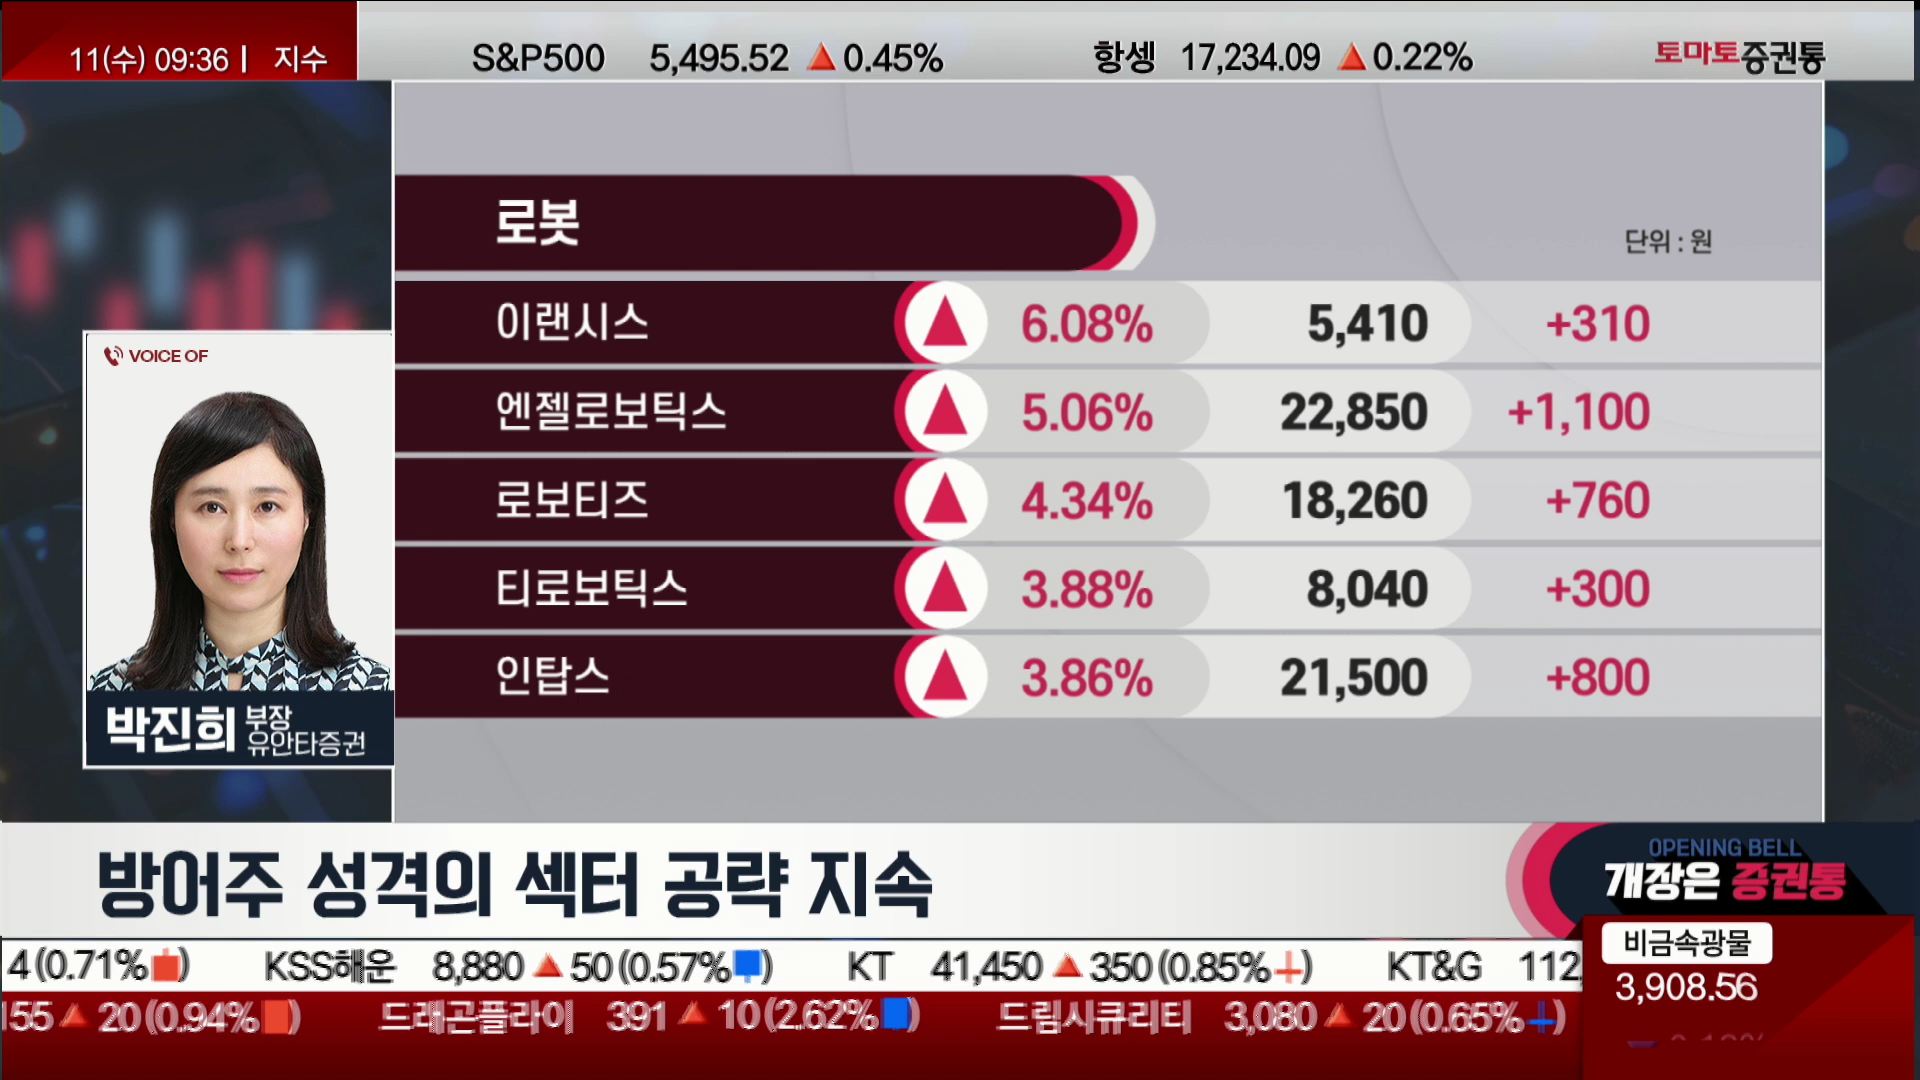 11(수) 09:36 | 지수
S&P500 5,495.52 ▲ 0.45% 항셍 17,234.09 ▲ 0.22%
토마토증권통
로봇
단위 : 원
이랜시스 ▲ 6.08% 5,410 +310
엔젤로보틱스 ▲ 5.06% 22,850 +1,100
로보티즈 ▲ 4.34% 18,260 +760
티로보틱스 ▲ 3.88% 8,040 +300
인탑스 ▲ 3.86% 21,500 +800
VOICE OF
박진희 부장
유안타증권
방어주 성격의 섹터 공략 지속
OPENING BELL
개장은 증권통
4(0.71%) KSS해운 8,880 ▲ 50(0.57%) KT 41,450 ▲ 350(0.85%) KT&G 112,
155 ▲ 20(0.94%) 드래곤플라이 391 ▲ 10(2.62%) 드림시큐리티 3,080 ▲ 20(0.65%)
비금속광물
3,908.56